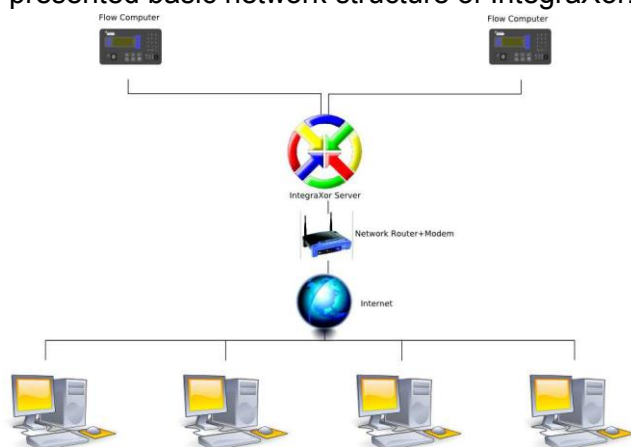 presented basic network structure of IntegraXor.
Flow Computer
Flow Computer
IntegraXor Server
Network Router+Modem
Internet